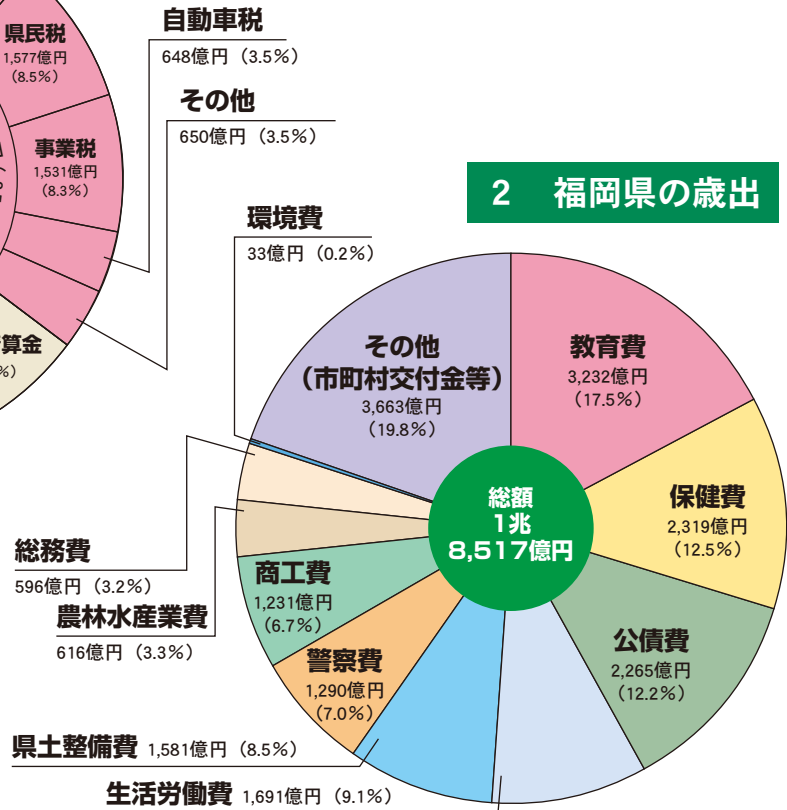 県民税
1,577億円
(8.5%)
事業税
1,531億円
(8.3%)
自動車税
648億円 (3.5%)
その他
650億円 (3.5%)
算金
%)
2 福岡県の歳出
環境費
33億円 (0.2%)
その他
(市町村交付金等)
3,663億円
(19.8%)
教育費
3,232億円
(17.5%)
保健費
2,319億円
(12.5%)
公債費
2,265億円
(12.2%)
総額
1兆
8,517億円
総務費
596億円 (3.2%)
農林水産業費
616億円 (3.3%)
商工費
1,231億円
(6.7%)
警察費
1,290億円
(7.0%)
県土整備費 1,581億円 (8.5%)
生活労働費 1,691億円 (9.1%)